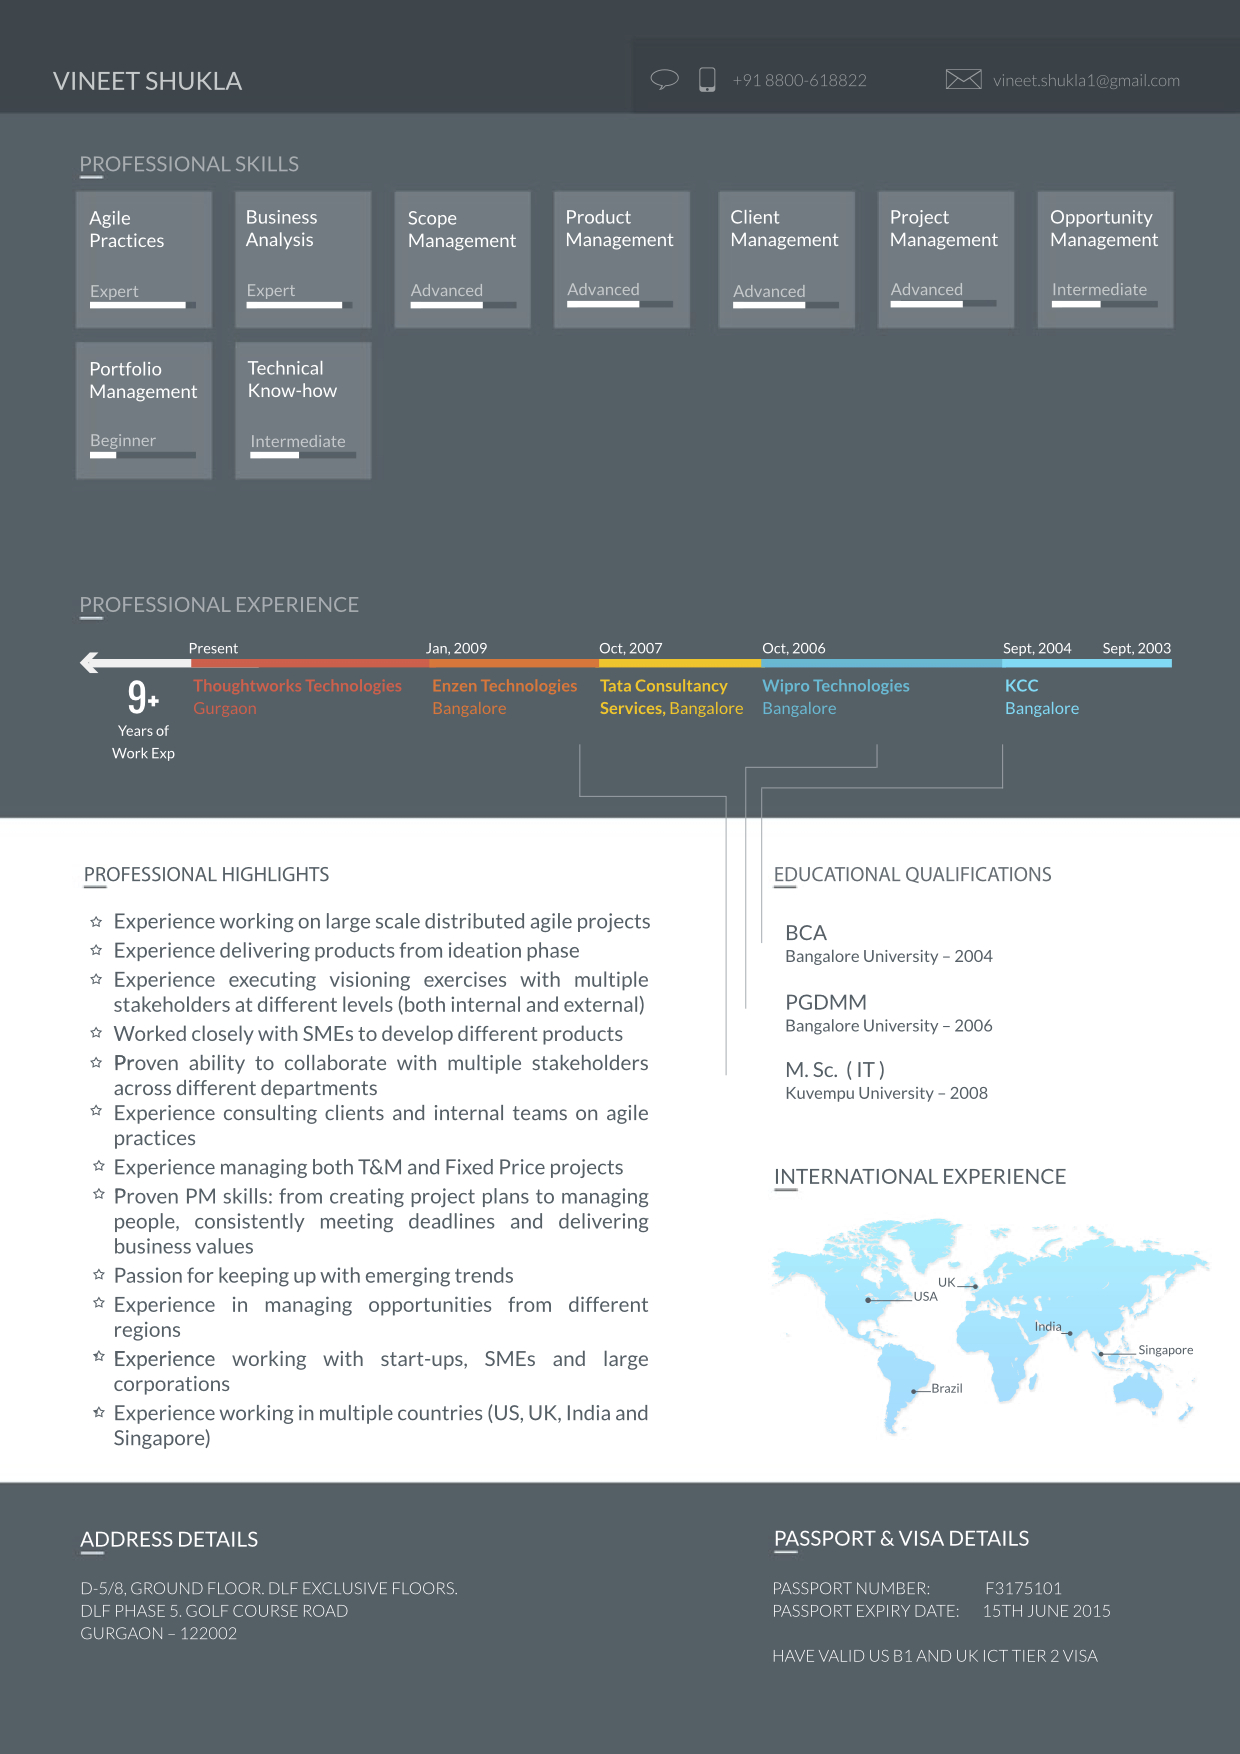 VINEET SHUKLA
+91 8800-618822
vineet.shukla1@gmail.com
PROFESSIONAL SKILLS
Agile
Practices
Expert
Business
Analysis
Expert
Scope
Management
Advanced
Product
Management
Advanced
Client
Management
Advanced
Project
Management
Advanced
Opportunity
Management
Intermediate
Portfolio
Management
Beginner
Technical
Know-how
Intermediate
PROFESSIONAL EXPERIENCE
Present
Jan, 2009
Oct, 2007
Oct, 2006
Sept, 2004
Sept, 2003
9+
Years of
Work Exp
Thoughtworks Technologies
Gurgaon
Enzen Technologies
Bangalore
Tata Consultancy
Services, Bangalore
Wipro Technologies
Bangalore
KCC
Bangalore
PROFESSIONAL HIGHLIGHTS
Experience working on large scale distributed agile projects
Experience delivering products from ideation phase
Experience executing visioning exercises with multiple
stakeholders at different levels (both internal and external)
Worked closely with SMEs to develop different products
Proven ability to collaborate with multiple stakeholders
across different departments
Experience consulting clients and internal teams on agile
practices
Experience managing both T&M and Fixed Price projects
Proven PM skills: from creating project plans to managing
people, consistently meeting deadlines and delivering
business values
Passion for keeping up with emerging trends
Experience in managing opportunities from different
regions
Experience working with start-ups, SMEs and large
corporations
Experience working in multiple countries (US, UK, India and
Singapore)
EDUCATIONAL QUALIFICATIONS
BCA
Bangalore University – 2004
PGDMM
Bangalore University – 2006
M. Sc. ( IT )
Kuvempu University – 2008
INTERNATIONAL EXPERIENCE
UK
USA
India
Singapore
Brazil
ADDRESS DETAILS
D-5/8, GROUND FLOOR. DLF EXCLUSIVE FLOORS.
DLF PHASE 5. GOLF COURSE ROAD
GURGAON – 122002
PASSPORT & VISA DETAILS
PASSPORT NUMBER: F3175101
PASSPORT EXPIRY DATE: 15TH JUNE 2015
HAVE VALID US B1 AND UK ICT TIER 2 VISA